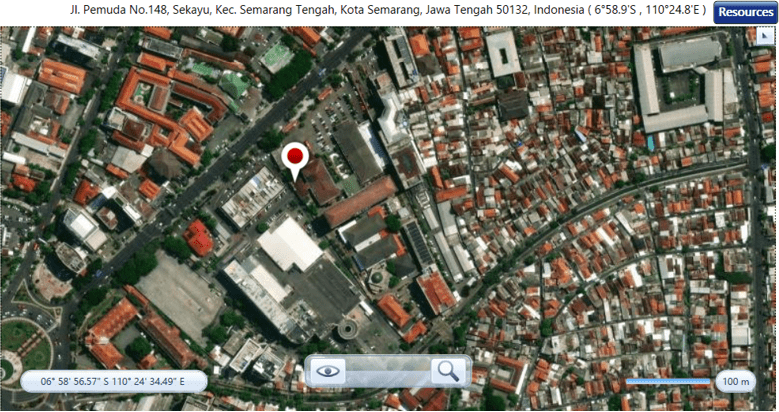 Jl. Pemuda No.148, Sekayu, Kec. Semarang Tengah, Kota Semarang, Jawa Tengah 50132, Indonesia ( 6°58.9'S , 110°24.8'E )
Resources
06° 58' 56.57" S 110° 24' 34.49" E
100 m